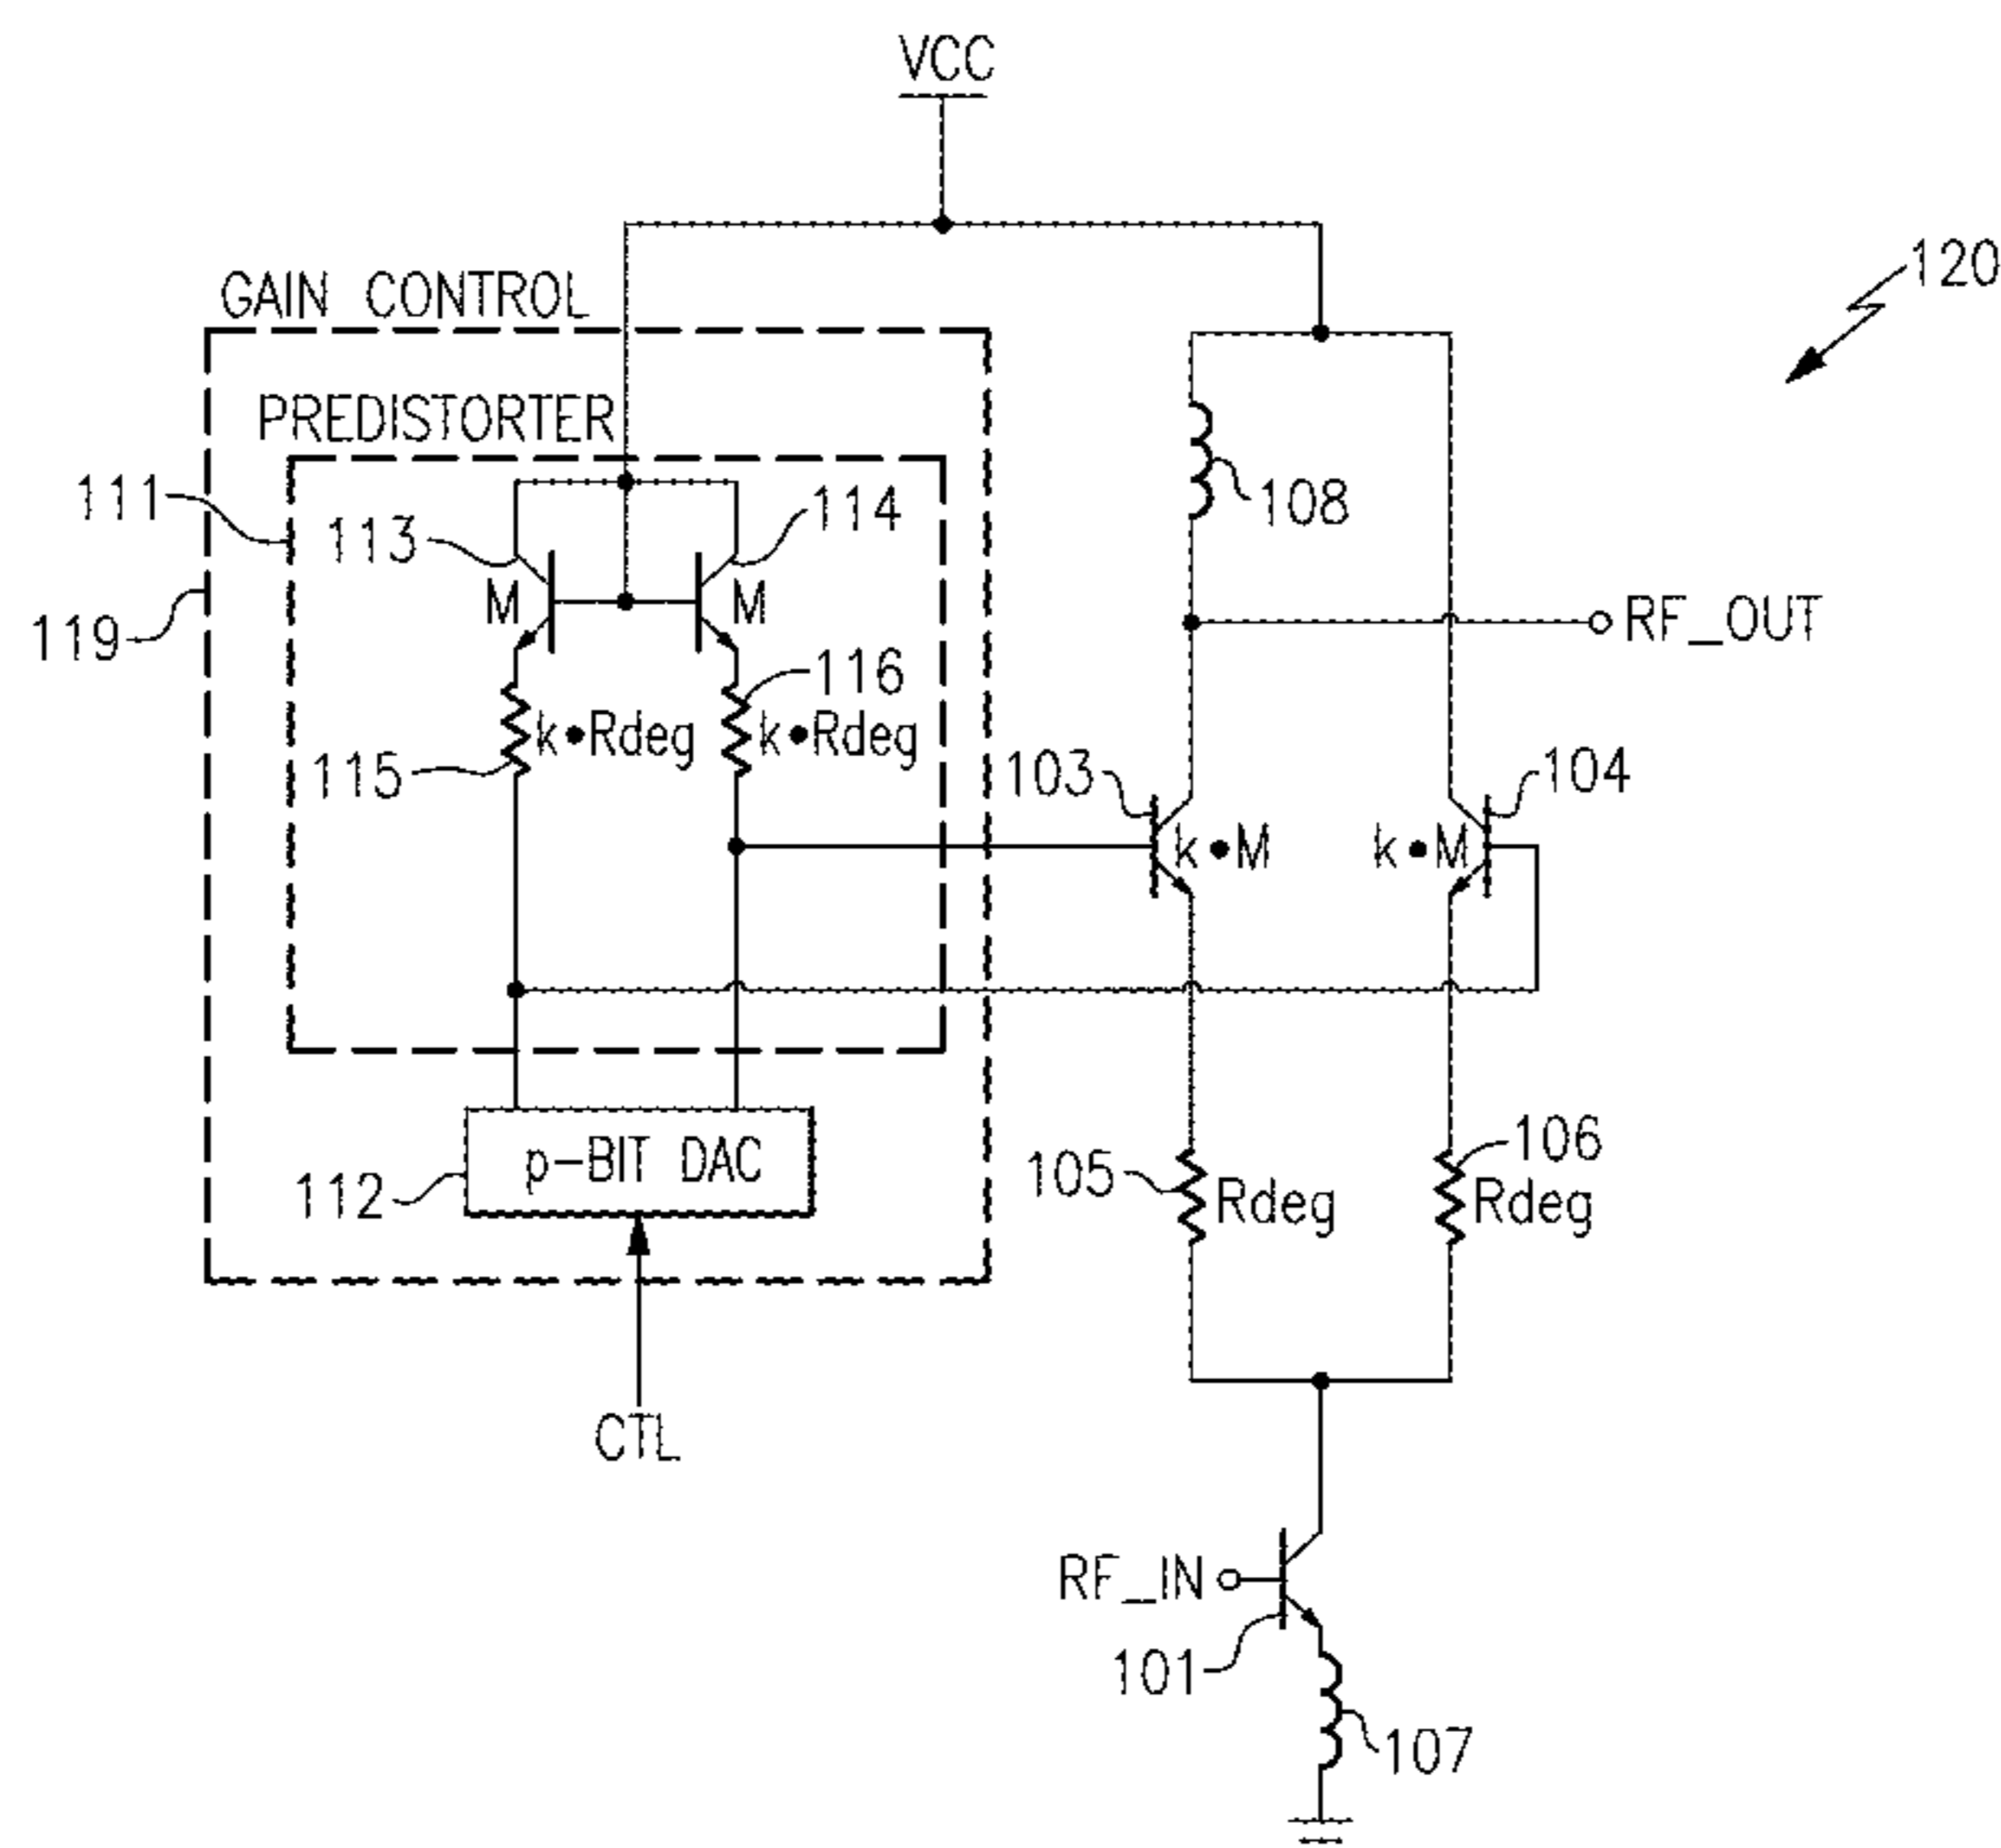 VCC
120
GAIN CONTROL
PREDISTORTER
111
113
114
108
M
M
119
RF_OUT
116
k•Rdeg
k•Rdeg
115
103
104
k•M
k•M
105
106
p-BIT DAC
112
Rdeg
Rdeg
CTL
RF_IN
101
107